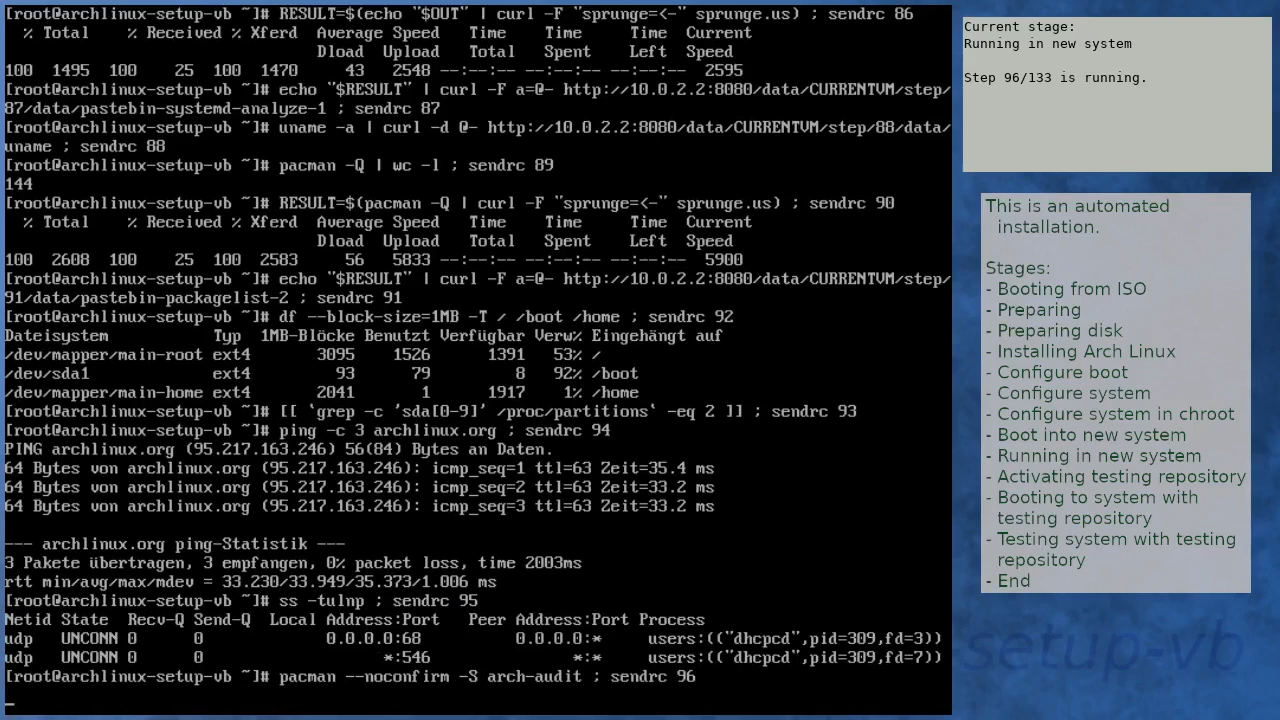 [root@archlinux-setup-vb ~]# RESULT=$(echo "$OUT" | curl -F "sprunge=<-" sprunge.us) ; sendrc 86
% Total    % Received % Xferd  Average Speed   Time    Time     Time  Current
Dload  Upload   Total   Spent    Left  Speed
100  1495  100    25  100  1470     43   2548 --:--:-- --:--:-- --:--:--  2595
[root@archlinux-setup-vb ~]# echo "$RESULT" | curl -F a=@- http://10.0.2.2:8080/data/CURRENTVM/step/
87/data/pastebin-systemd-analyze-1 ; sendrc 87
[root@archlinux-setup-vb ~]# uname -a | curl -d @- http://10.0.2.2:8080/data/CURRENTVM/step/88/data/
uname ; sendrc 88
[root@archlinux-setup-vb ~]# pacman -Q | wc -l ; sendrc 89
144
[root@archlinux-setup-vb ~]# RESULT=$(pacman -Q | curl -F "sprunge=<-" sprunge.us) ; sendrc 90
% Total    % Received % Xferd  Average Speed   Time    Time     Time  Current
Dload  Upload   Total   Spent    Left  Speed
100  2608  100    25  100  2583     56   5833 --:--:-- --:--:-- --:--:--  5900
[root@archlinux-setup-vb ~]# echo "$RESULT" | curl -F a=@- http://10.0.2.2:8080/data/CURRENTVM/step/
91/data/pastebin-packagelist-2 ; sendrc 91
[root@archlinux-setup-vb ~]# df --block-size=1MB -T / /boot /home ; sendrc 92
Dateisystem           Typ  1MB-Blöcke Benutzt Verfügbar Verw% Eingehängt auf
/dev/mapper/main-root ext4       3095    1526      1391   53% /
/dev/sda1             ext4         93      79         8   92% /boot
/dev/mapper/main-home ext4       2041       1      1917    1% /home
[root@archlinux-setup-vb ~]# [[ `grep -c 'sda[0-9]' /proc/partitions` -eq 2 ]] ; sendrc 93
[root@archlinux-setup-vb ~]# ping -c 3 archlinux.org ; sendrc 94
PING archlinux.org (95.217.163.246) 56(84) Bytes an Daten.
64 Bytes von archlinux.org (95.217.163.246): icmp_seq=1 ttl=63 Zeit=35.4 ms
64 Bytes von archlinux.org (95.217.163.246): icmp_seq=2 ttl=63 Zeit=33.2 ms
64 Bytes von archlinux.org (95.217.163.246): icmp_seq=3 ttl=63 Zeit=33.2 ms
--- archlinux.org ping-Statistik ---
3 Pakete übertragen, 3 empfangen, 0% packet loss, time 2003ms
rtt min/avg/max/mdev = 33.230/33.949/35.373/1.006 ms
[root@archlinux-setup-vb ~]# ss -tulnp ; sendrc 95
Netid State  Recv-Q Send-Q  Local Address:Port   Peer Address:Port Process
udp   UNCONN 0      0             0.0.0.0:68          0.0.0.0:*     users:(("dhcpcd",pid=309,fd=3))
udp   UNCONN 0      0                   *:546               *:*     users:(("dhcpcd",pid=309,fd=7))
[root@archlinux-setup-vb ~]# pacman --noconfirm -S arch-audit ; sendrc 96
Current stage:
Running in new system
Step 96/133 is running.
This is an automated
installation.
Stages:
- Booting from ISO
- Preparing
- Preparing disk
- Installing Arch Linux
- Configure boot
- Configure system
- Configure system in chroot
- Boot into new system
- Running in new system
- Activating testing repository
- Booting to system with
testing repository
- Testing system with testing
repository
- End
setup-vb